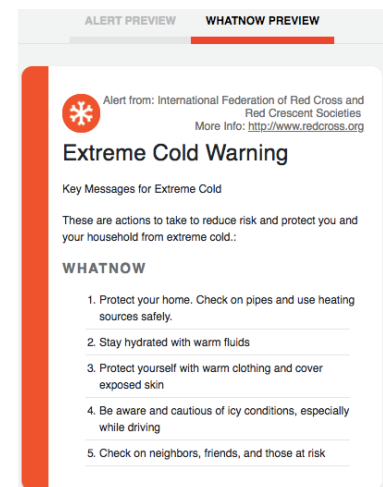 ALERT PREVIEW WHATNOW PREVIEW
Alert from: International Federation of Red Cross and
Red Crescent Societies
More Info: http://www.redcross.org
Extreme Cold Warning
Key Messages for Extreme Cold
These are actions to take to reduce risk and protect you and
your household from extreme cold.:
WHATNOW
1. Protect your home. Check on pipes and use heating
sources safely.
2. Stay hydrated with warm fluids
3. Protect yourself with warm clothing and cover
exposed skin
4. Be aware and cautious of icy conditions, especially
while driving
5. Check on neighbors, friends, and those at risk